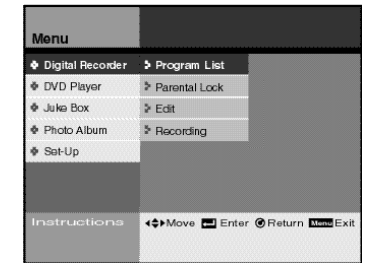 Menu
Digital Recorder Program List
DVD Player Parental Lock
Juke Box Edit
Photo Album Recording
Set-Up
Instructions Move Enter Return Menu Exit